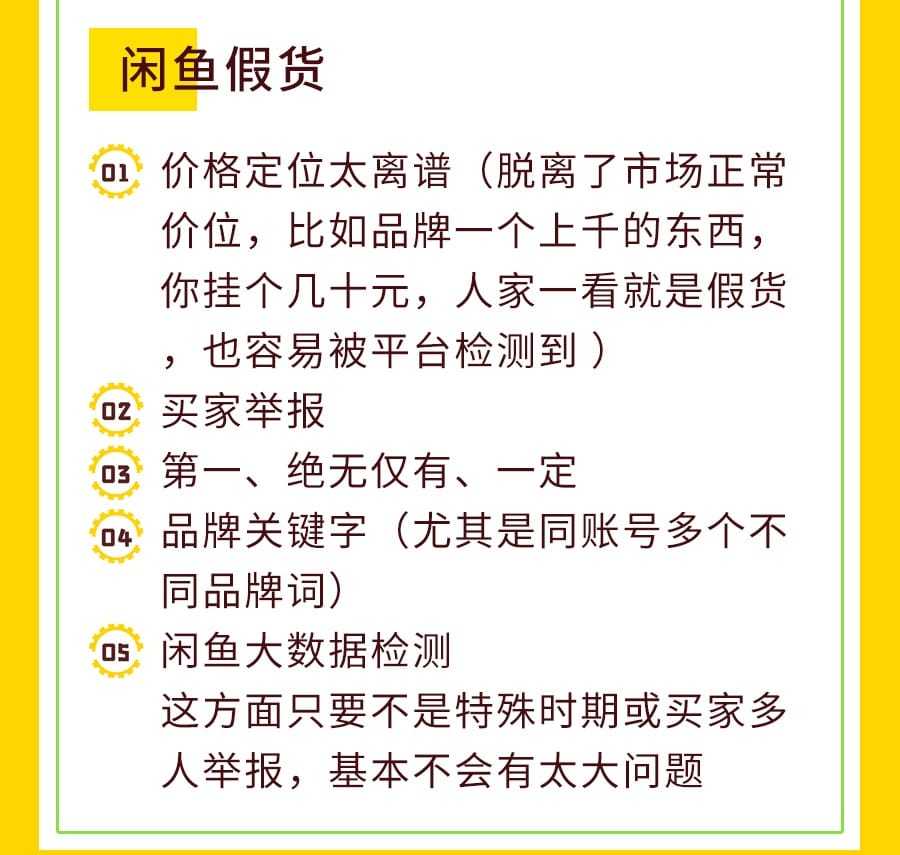 闲鱼假货
01 价格定位太离谱（脱离了市场正常
价位，比如品牌一个上千的东西，
你挂个几十元，人家一看就是假货
，也容易被平台检测到 ）
02 买家举报
03 第一、绝无仅有、一定
04 品牌关键字（尤其是同账号多个不
同品牌词）
05 闲鱼大数据检测
这方面只要不是特殊时期或买家多
人举报，基本不会有太大问题